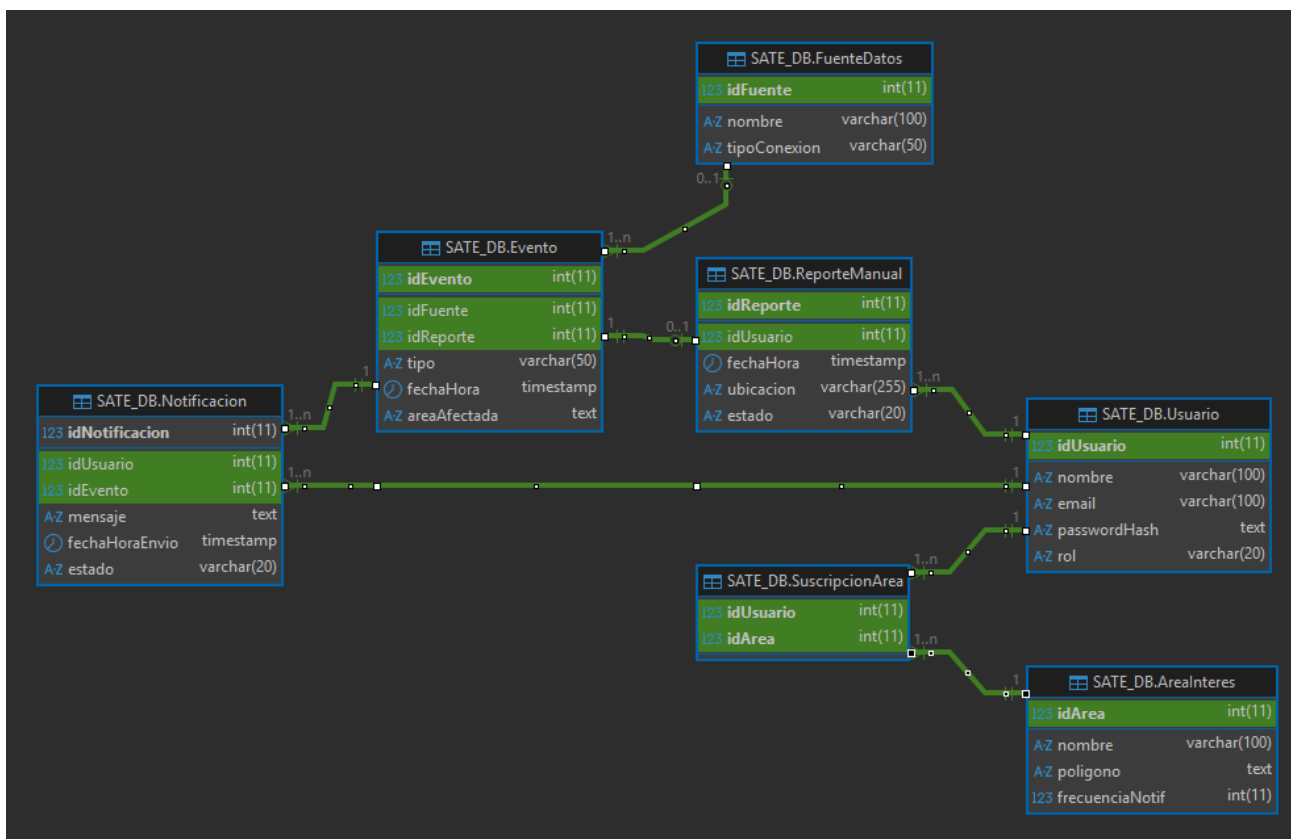 SATE_DB.FuenteDatos
123 idFuente int(11)
A-Z nombre varchar(100)
A-Z tipoConexion varchar(50)
0..1
1..n
SATE_DB.Evento
123 idEvento int(11)
123 idFuente int(11)
123 idReporte int(11)
A-Z tipo varchar(50)
fechaHora timestamp
A-Z areaAfectada text
1
0..1
SATE_DB.ReporteManual
123 idReporte int(11)
123 idUsuario int(11)
fechaHora timestamp
A-Z ubicacion varchar(255)
A-Z estado varchar(20)
1..n
1
1
1..n
SATE_DB.Notificacion
123 idNotificacion int(11)
123 idUsuario int(11)
123 idEvento int(11)
A-Z mensaje text
fechaHoraEnvio timestamp
A-Z estado varchar(20)
1..n
1
SATE_DB.Usuario
123 idUsuario int(11)
A-Z nombre varchar(100)
A-Z email varchar(100)
A-Z passwordHash text
A-Z rol varchar(20)
1
1..n
SATE_DB.SuscripcionArea
123 idUsuario int(11)
123 idArea int(11)
1..n
1
SATE_DB.AreaInteres
123 idArea int(11)
A-Z nombre varchar(100)
A-Z poligono text
123 frecuenciaNotif int(11)